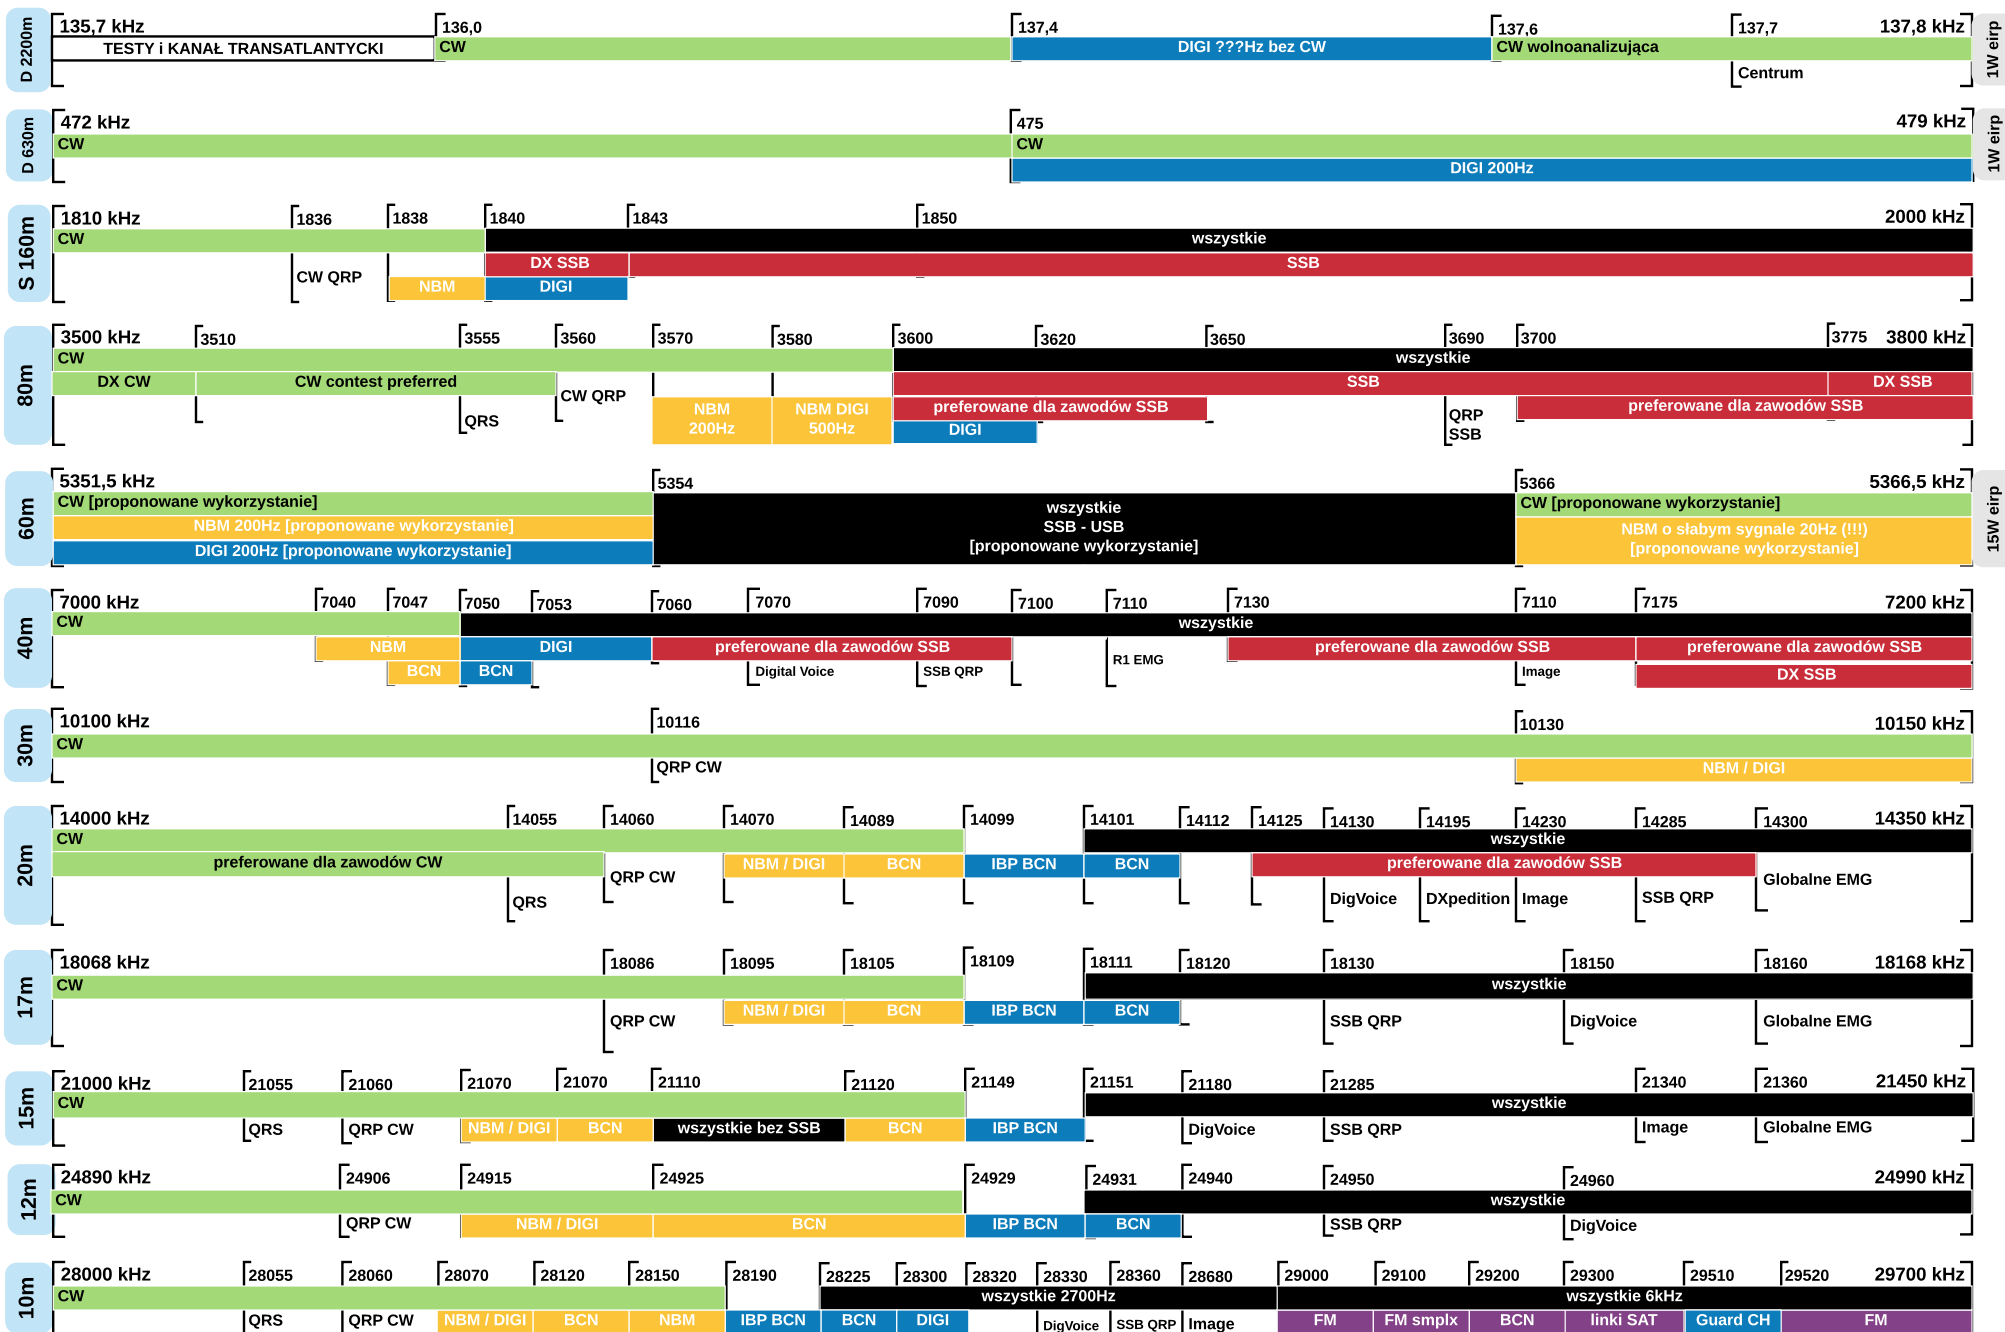 D 2200m
135,7 kHz 136,0 137,4 137,6 137,7 137,8 kHz
TESTY i KANAŁ TRANSATLANTYCKI CW DIGI ???Hz bez CW CW wolnoanalizująca
Centrum
1W eirp
D 630m
472 kHz 475 479 kHz
CW CW
DIGI 200Hz
1W eirp
S 160m
1810 kHz 1836 1838 1840 1843 1850 2000 kHz
CW wszystkie
DX SSB SSB
CW QRP NBM DIGI
80m
3500 kHz 3510 3555 3560 3570 3580 3600 3620 3650 3690 3700 3775 3800 kHz
CW wszystkie
DX CW CW contest preferred SSB DX SSB
CW QRP NBM NBM DIGI preferowane dla zawodów SSB QRP preferowane dla zawodów SSB
QRS 200Hz 500Hz DIGI SSB
60m
5351,5 kHz 5354 5366 5366,5 kHz
CW [proponowane wykorzystanie] wszystkie CW [proponowane wykorzystanie]
NBM 200Hz [proponowane wykorzystanie] SSB - USB NBM o słabym sygnale 20Hz (!!!)
DIGI 200Hz [proponowane wykorzystanie] [proponowane wykorzystanie] [proponowane wykorzystanie]
15W eirp
40m
7000 kHz 7040 7047 7050 7053 7060 7070 7090 7100 7110 7130 7110 7175 7200 kHz
CW wszystkie
NBM DIGI preferowane dla zawodów SSB preferowane dla zawodów SSB preferowane dla zawodów SSB
BCN BCN Digital Voice SSB QRP R1 EMG Image DX SSB
30m
10100 kHz 10116 10130 10150 kHz
CW
QRP CW NBM / DIGI
20m
14000 kHz 14055 14060 14070 14089 14099 14101 14112 14125 14130 14195 14230 14285 14300 14350 kHz
CW wszystkie
preferowane dla zawodów CW NBM / DIGI BCN IBP BCN BCN preferowane dla zawodów SSB
QRS QRP CW DigVoice DXpedition Image SSB QRP Globalne EMG
17m
18068 kHz 18086 18095 18105 18109 18111 18120 18130 18150 18160 18168 kHz
CW wszystkie
NBM / DIGI BCN IBP BCN BCN
QRP CW SSB QRP DigVoice Globalne EMG
15m
21000 kHz 21055 21060 21070 21070 21110 21120 21149 21151 21180 21285 21340 21360 21450 kHz
CW wszystkie
QRS QRP CW NBM / DIGI BCN wszystkie bez SSB BCN IBP BCN DigVoice SSB QRP Image Globalne EMG
12m
24890 kHz 24906 24915 24925 24929 24931 24940 24950 24960 24990 kHz
CW wszystkie
QRP CW NBM / DIGI BCN IBP BCN BCN SSB QRP DigVoice
10m
28000 kHz 28055 28060 28070 28120 28150 28190 28225 28300 28320 28330 28360 28680 29000 29100 29200 29300 29510 29520 29700 kHz
CW wszystkie 2700Hz wszystkie 6kHz
QRS QRP CW NBM / DIGI BCN NBM IBP BCN BCN DIGI DigVoice SSB QRP Image FM FM smplx BCN linki SAT Guard CH FM